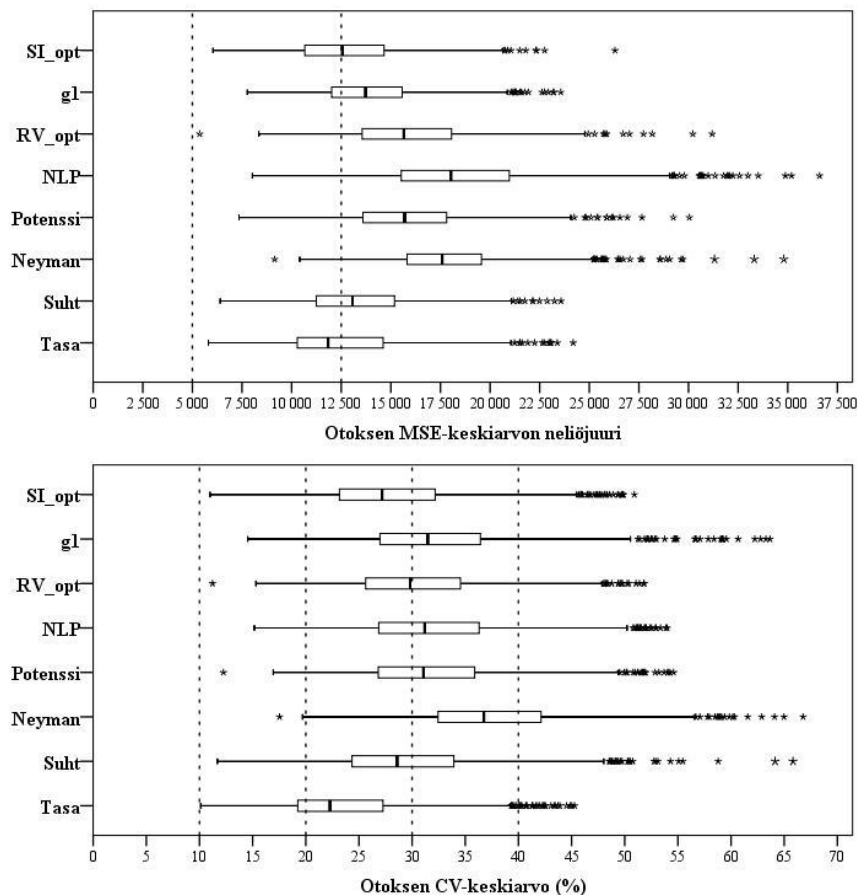 SI_opt
g1
RV_opt
NLP
Potenssi
Neyman
Suht
Tasa
0 2 500 5 000 7 500 10 000 12 500 15 000 17 500 20 000 22 500 25 000 27 500 30 000 32 500 35 000 37 500
Otoksen MSE-keskiarvon neliöjuuri
SI_opt
g1
RV_opt
NLP
Potenssi
Neyman
Suht
Tasa
0 5 10 15 20 25 30 35 40 45 50 55 60 65 70
Otoksen CV-keskiarvo (%)